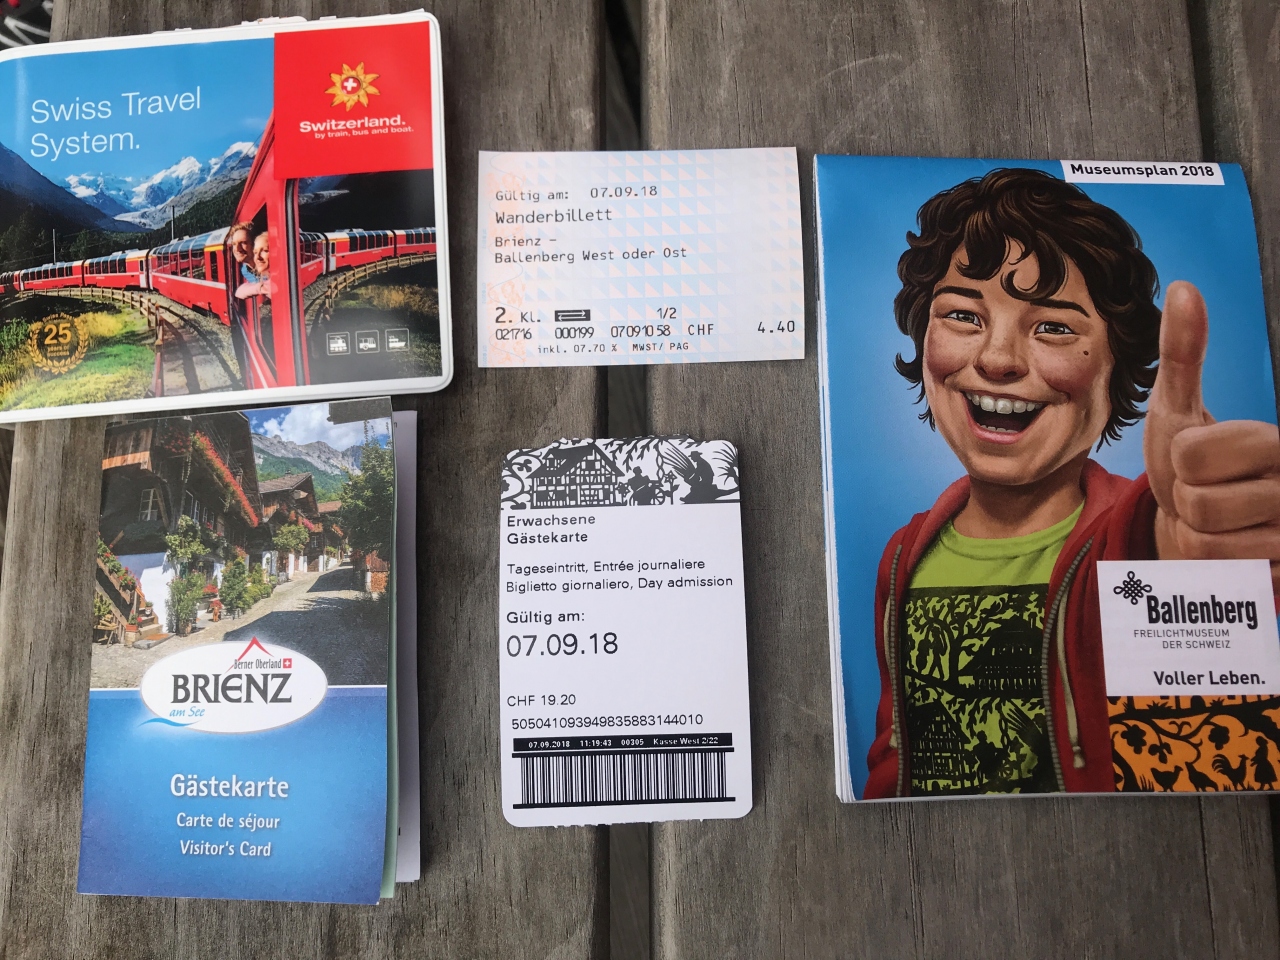 Swiss Travel
System.
Switzerland.
by train, bus and boat.
25
Gültig am: 07.09.18
Wanderbillett
Brienz -
Ballenberg West oder Ost
2. Kl. 1/2
021716 000199 07091058 CHF 4.40
inkl. 07.70 % MWST/ PAG
Museumsplan 2018
Ballenberg
FREILICHTMUSEUM
DER SCHWEIZ
Voller Leben.
Berner Oberland
BRIENZ
am See
Gästekarte
Carte de séjour
Visitor's Card
Erwachsene
Gästekarte
Tageseintritt, Entrée journaliere
Biglietto giornaliero, Day admission
Gültig am:
07.09.18
CHF 19.20
505041093949835883144010
07.09.2018 11:19:43 00305 Kasse West 2/22